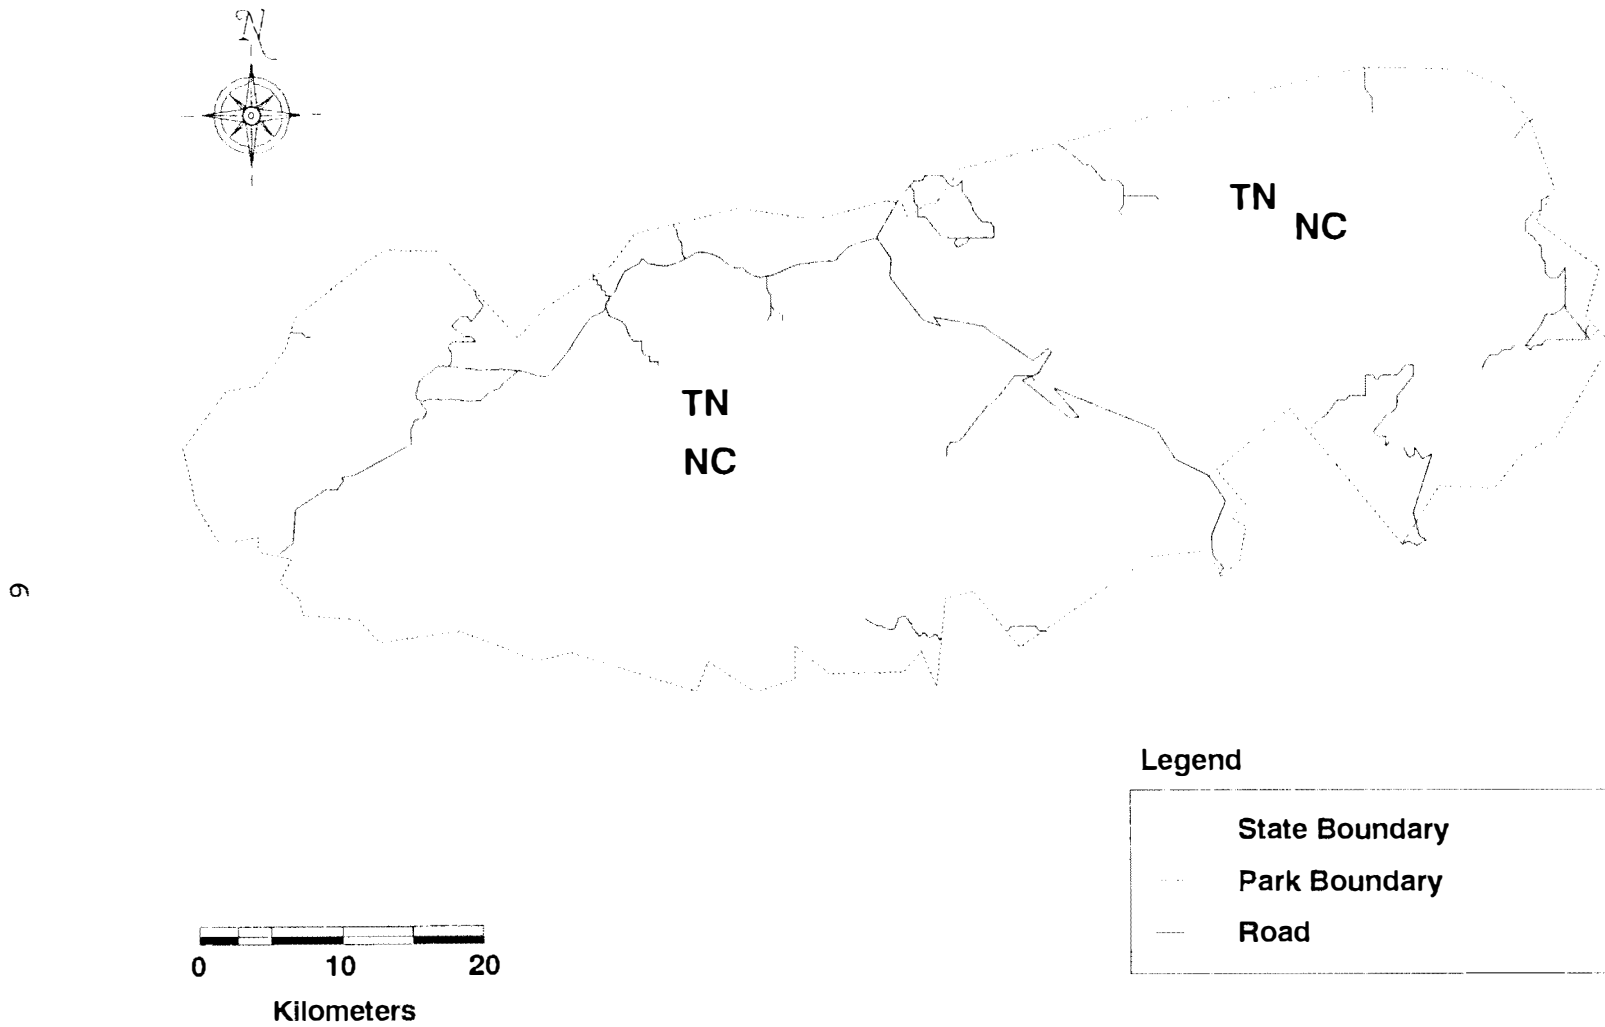 N
TN
NC
TN
NC
6
Legend
State Boundary
Park Boundary
Road
0 10 20
Kilometers